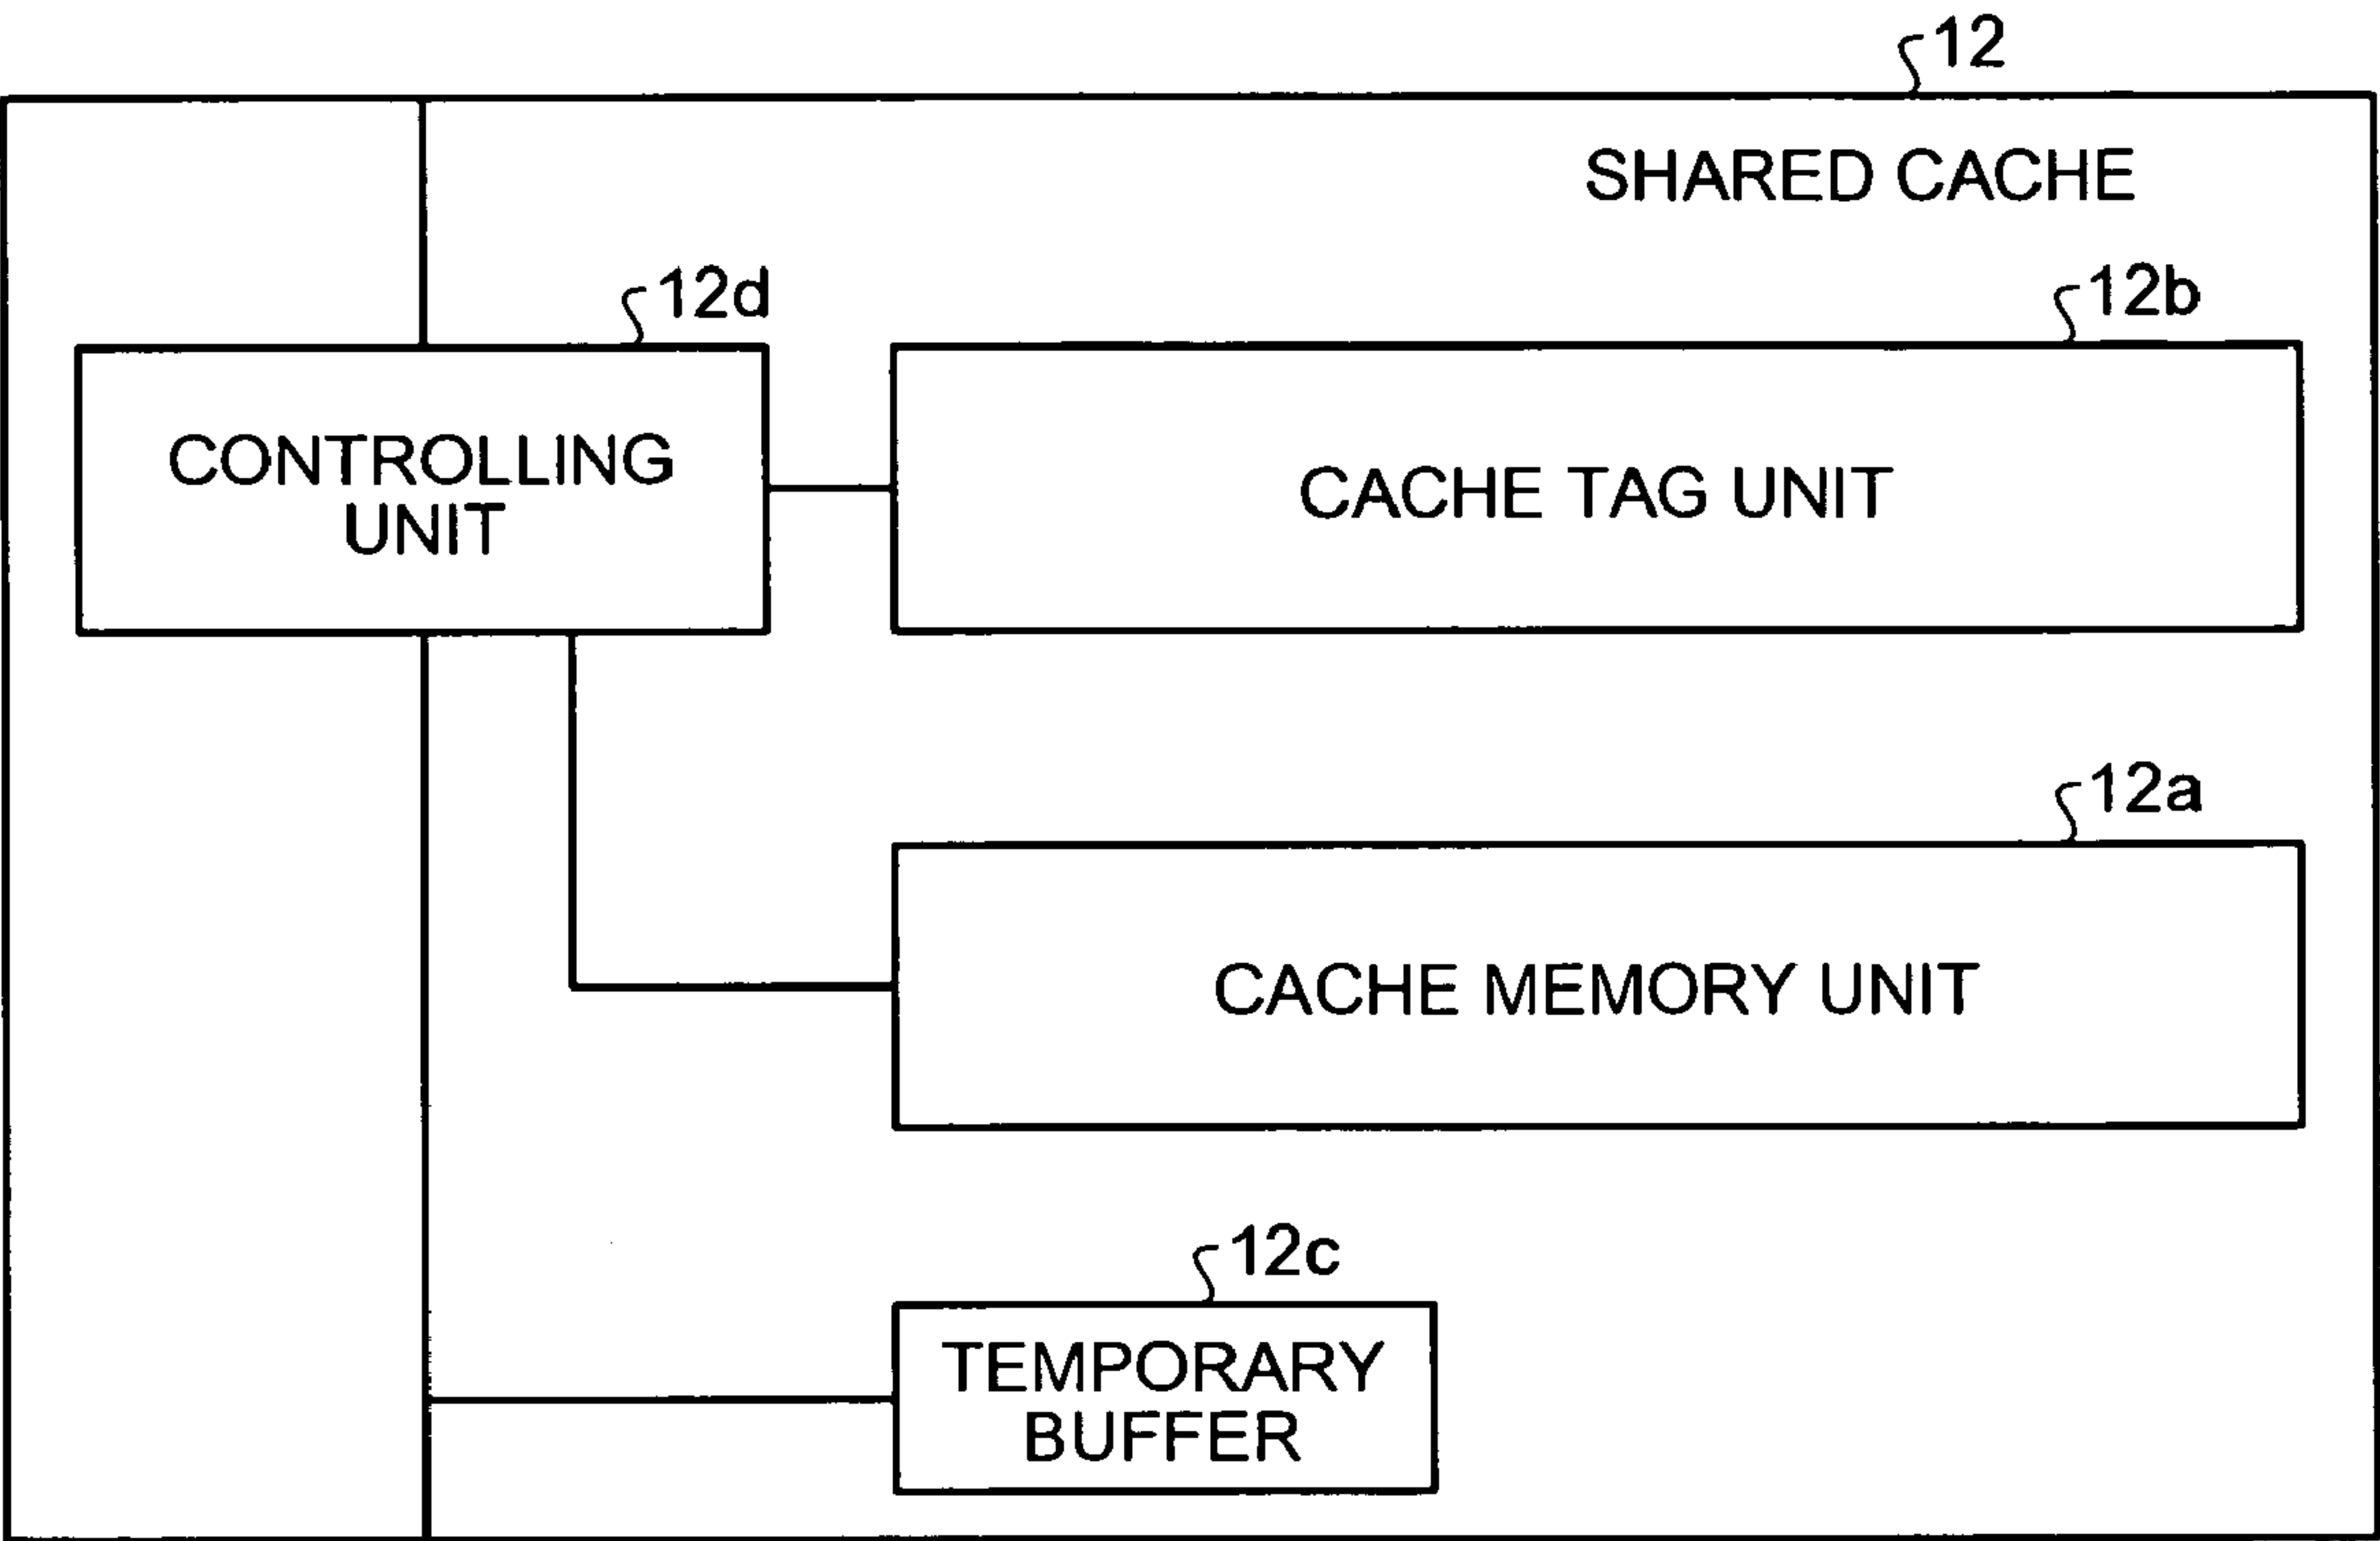 12
SHARED CACHE
12d
12b
CONTROLLING
UNIT
CACHE TAG UNIT
12a
CACHE MEMORY UNIT
12c
TEMPORARY
BUFFER